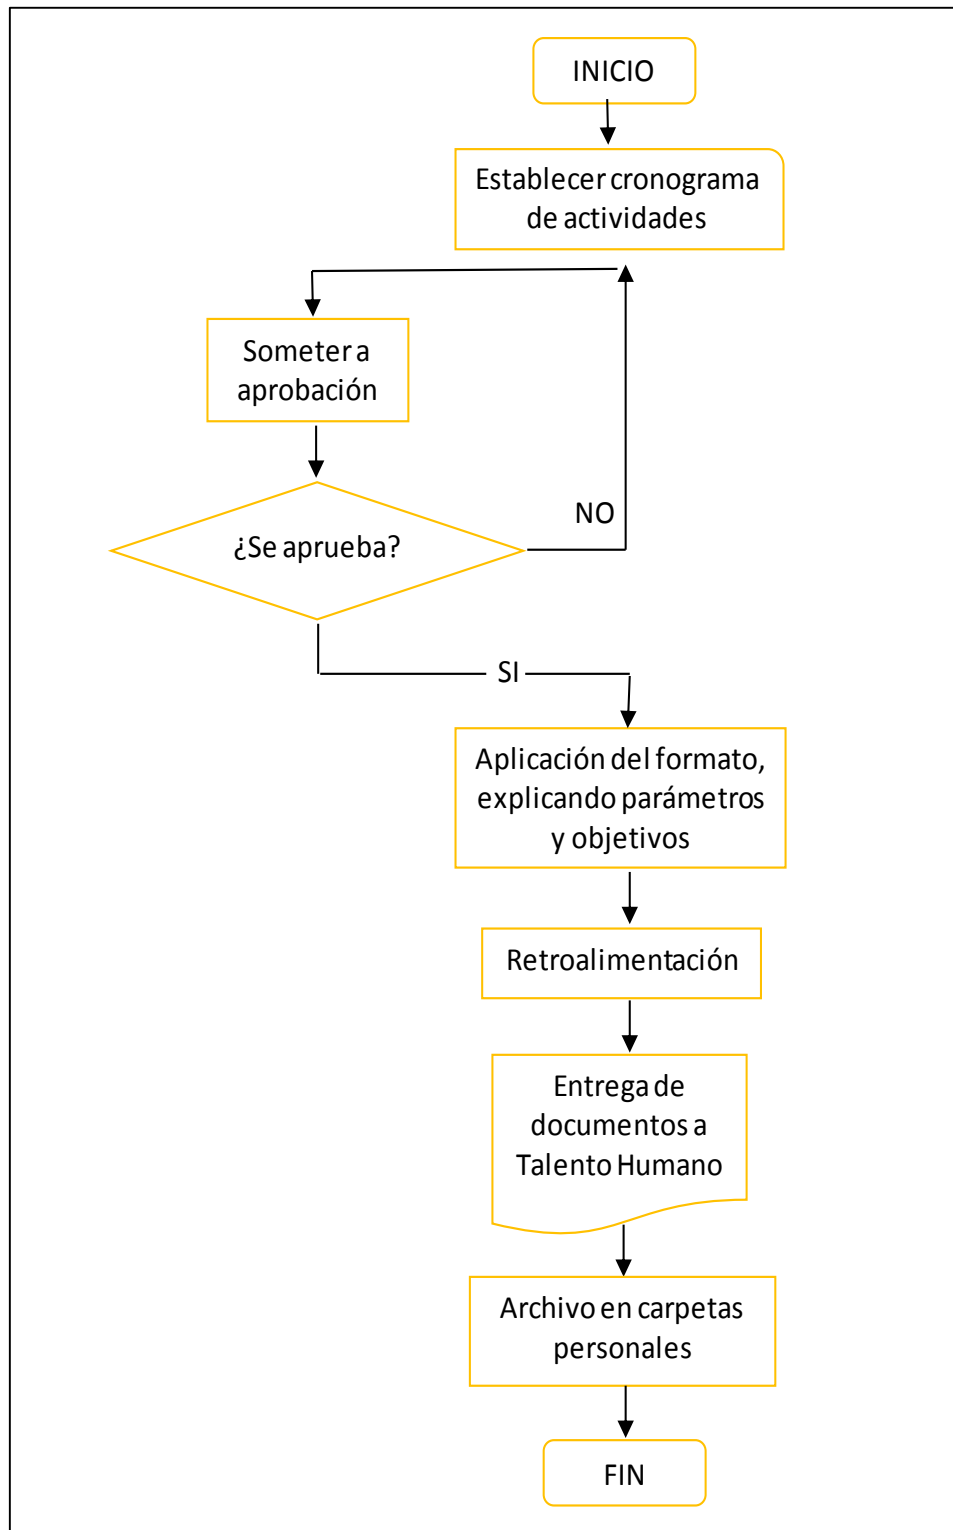 INICIO
Establecer cronograma
de actividades
Someter a
aprobación
¿Se aprueba?
NO
SI
Aplicación del formato,
explicando parámetros
y objetivos
Retroalimentación
Entrega de
documentos a
Talento Humano
Archivo en carpetas
personales
FIN